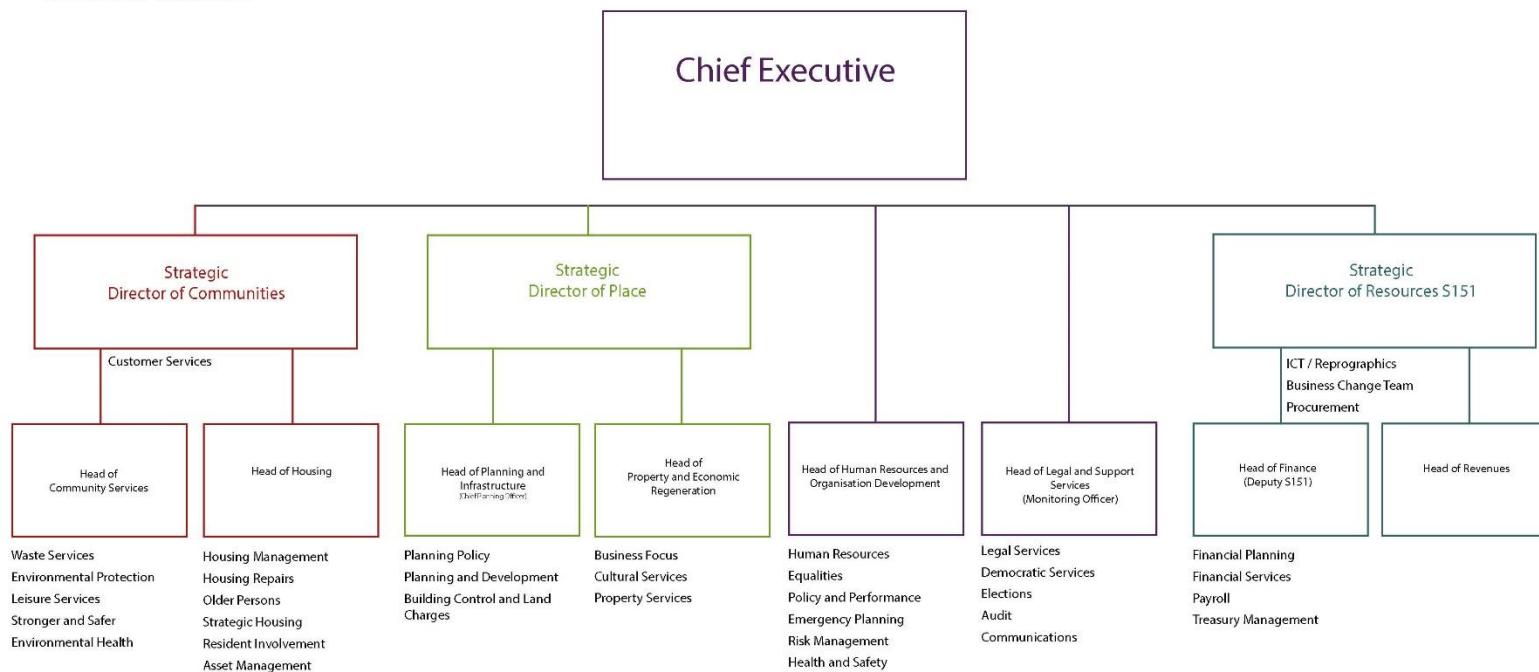 Chief Executive
Strategic
Director of Communities
Strategic
Director of Place
Strategic
Director of Resources S151
Customer Services
ICT / Reprographics
Business Change Team
Procurement
Head of
Community Services
Head of Housing
Head of Planning and
Infrastructure
(Chief Planning Officer)
Head of
Property and Economic
Regeneration
Head of Human Resources and
Organisation Development
Head of Legal and Support
Services
(Monitoring Officer)
Head of Finance
(Deputy S151)
Head of Revenues
Waste Services
Environmental Protection
Leisure Services
Stronger and Safer
Environmental Health
Housing Management
Housing Repairs
Older Persons
Strategic Housing
Resident Involvement
Asset Management
Planning Policy
Planning and Development
Building Control and Land
Charges
Business Focus
Cultural Services
Property Services
Human Resources
Equalities
Policy and Performance
Emergency Planning
Risk Management
Health and Safety
Legal Services
Democratic Services
Elections
Audit
Communications
Financial Planning
Financial Services
Payroll
Treasury Management